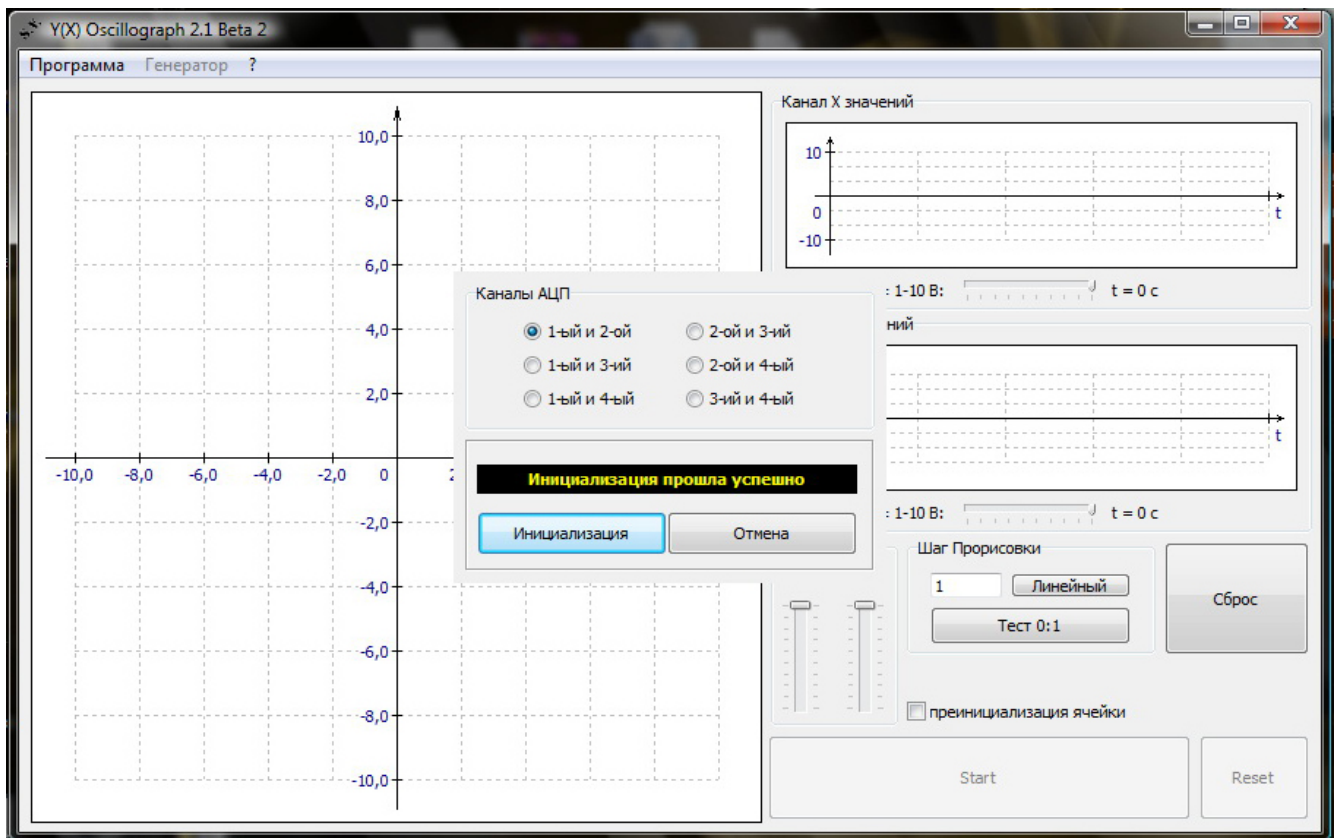 Y(X) Oscillograph 2.1 Beta 2
Программа Генератор ?
10,0
8,0
6,0
4,0
2,0
-10,0 -8,0 -6,0 -4,0 -2,0 0
-2,0
-4,0
-6,0
-8,0
-10,0
Канал X значений
10
0
-10
t
= 1-10 В: t = 0 с
ний
t
= 1-10 В: t = 0 с
Каналы АЦП
1-ый и 2-ой 2-ой и 3-ий
1-ый и 3-ий 2-ой и 4-ый
1-ый и 4-ый 3-ий и 4-ый
Инициализация прошла успешно
Инициализация Отмена
Шаг Прорисовки
1 Линейный
Тест 0:1
Сброс
преинициализация ячейки
Start Reset